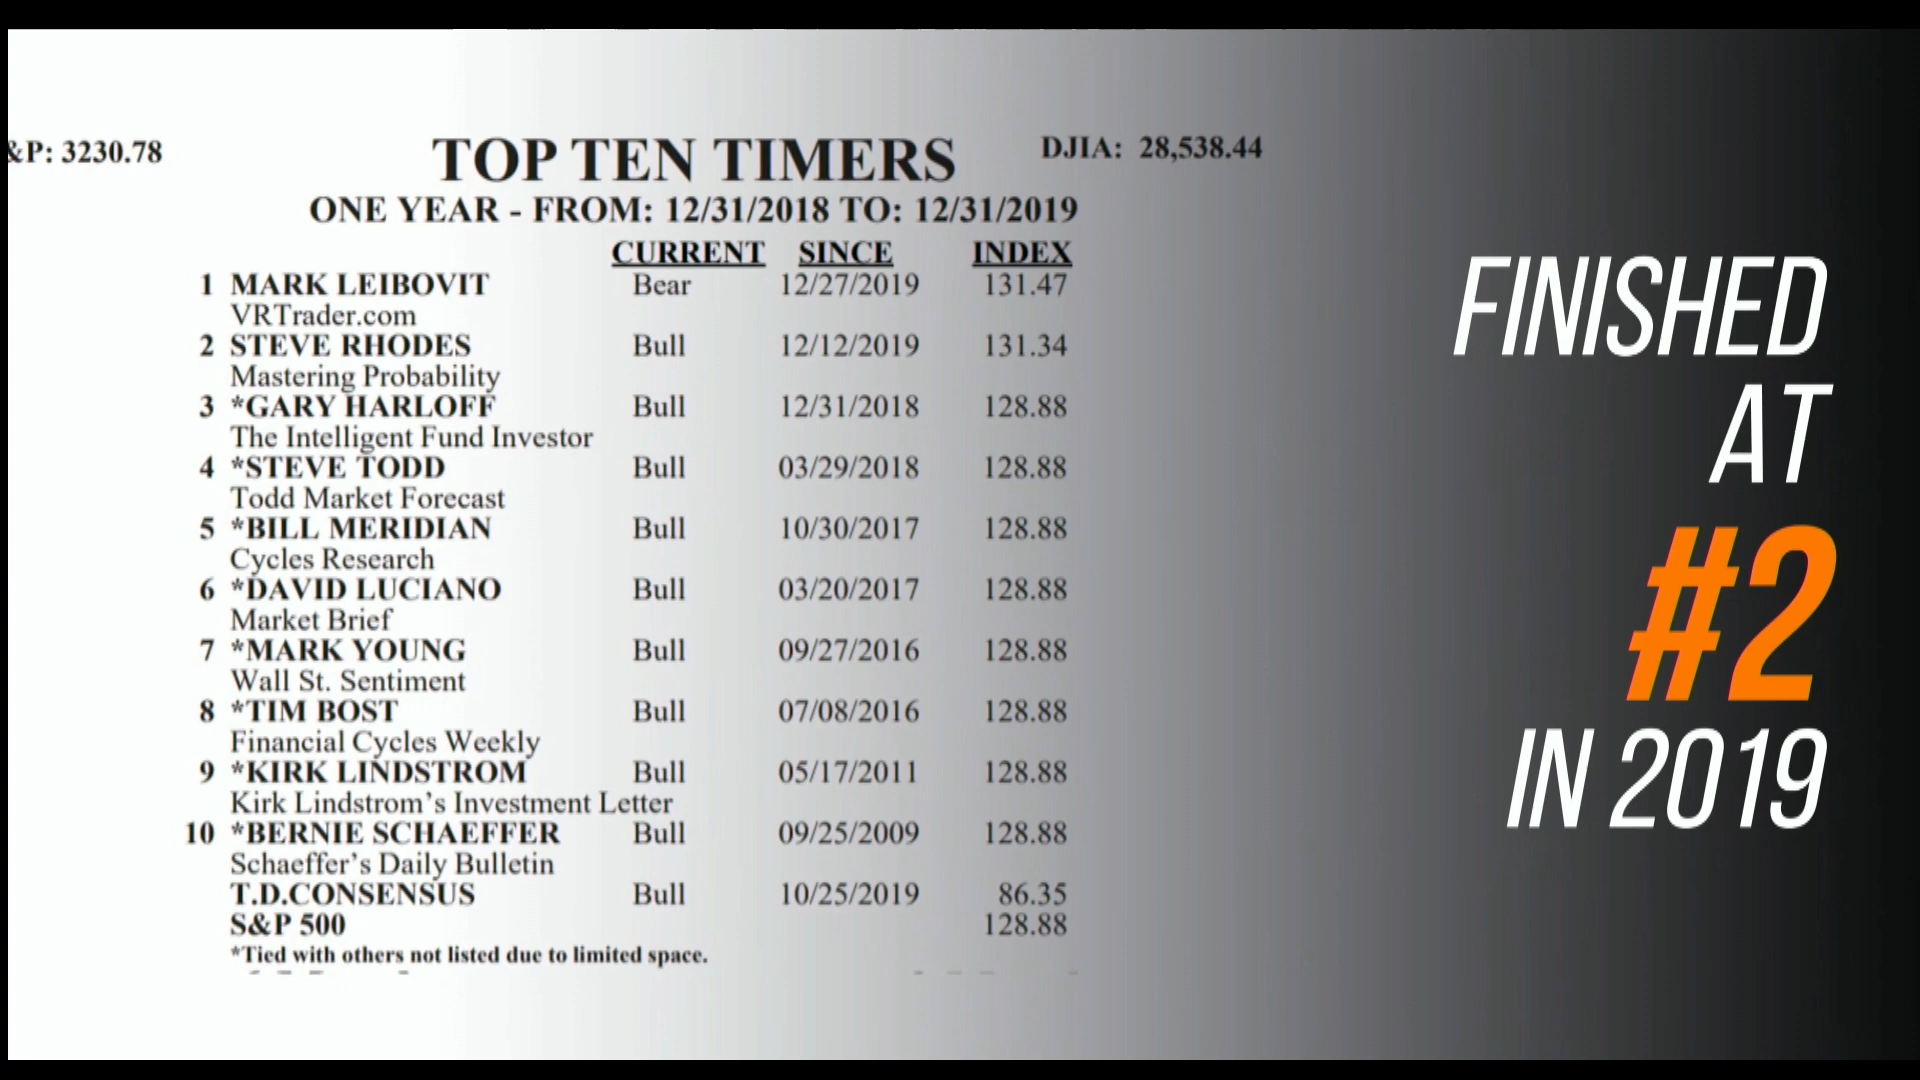 &P: 3230.78
TOP TEN TIMERS
DJIA: 28,538.44
ONE YEAR - FROM: 12/31/2018 TO: 12/31/2019
CURRENT SINCE INDEX
1 MARK LEIBOVIT Bear 12/27/2019 131.47
VRTrader.com
2 STEVE RHODES Bull 12/12/2019 131.34
Mastering Probability
3 *GARY HARLOFF Bull 12/31/2018 128.88
The Intelligent Fund Investor
4 *STEVE TODD Bull 03/29/2018 128.88
Todd Market Forecast
5 *BILL MERIDIAN Bull 10/30/2017 128.88
Cycles Research
6 *DAVID LUCIANO Bull 03/20/2017 128.88
Market Brief
7 *MARK YOUNG Bull 09/27/2016 128.88
Wall St. Sentiment
8 *TIM BOST Bull 07/08/2016 128.88
Financial Cycles Weekly
9 *KIRK LINDSTROM Bull 05/17/2011 128.88
Kirk Lindstrom's Investment Letter
10 *BERNIE SCHAEFFER Bull 09/25/2009 128.88
Schaeffer's Daily Bulletin
T.D.CONSENSUS Bull 10/25/2019 86.35
S&P 500 128.88
*Tied with others not listed due to limited space.
FINISHED
AT
#2
IN 2019